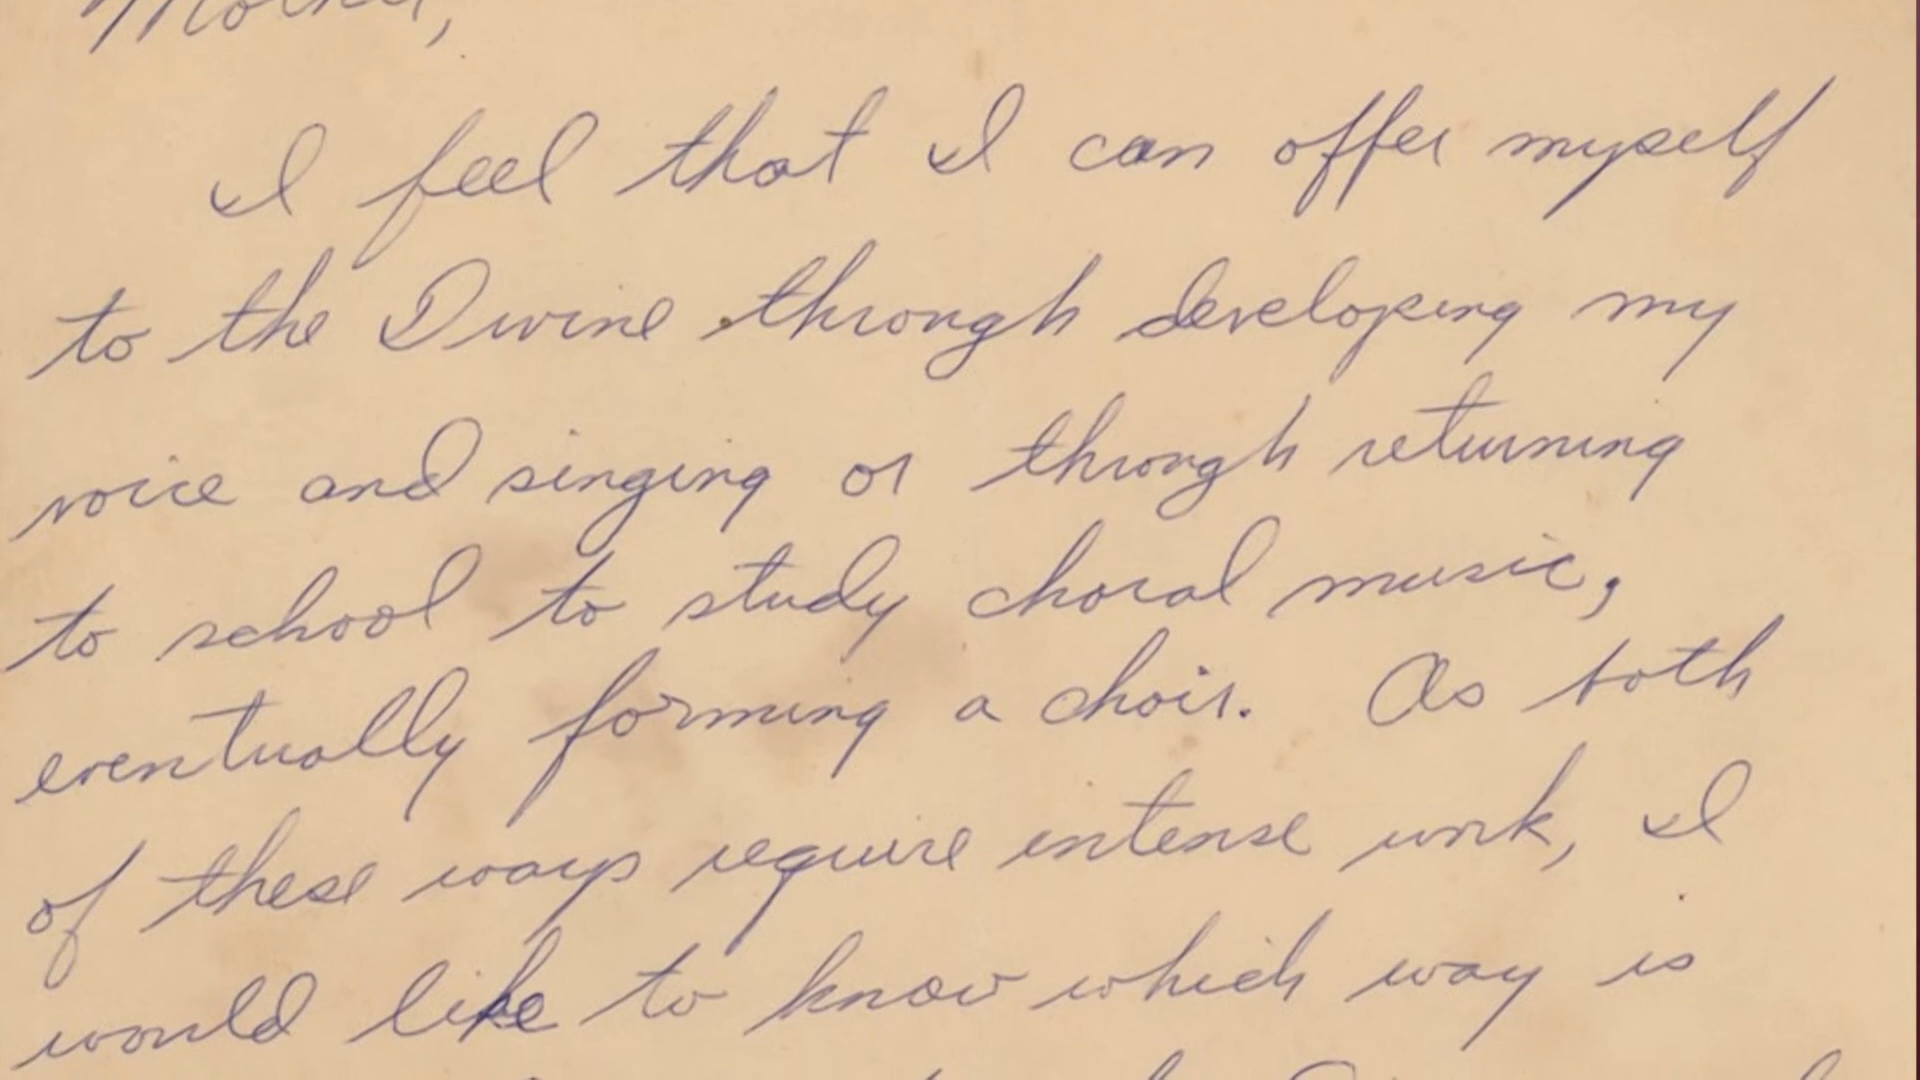 Mother,
I feel that I can offer myself
to the Divine through developing my
voice and singing or through returning
to school to study choral music,
eventually forming a choir. As both
of these ways require intense work, I
would like to know which way is